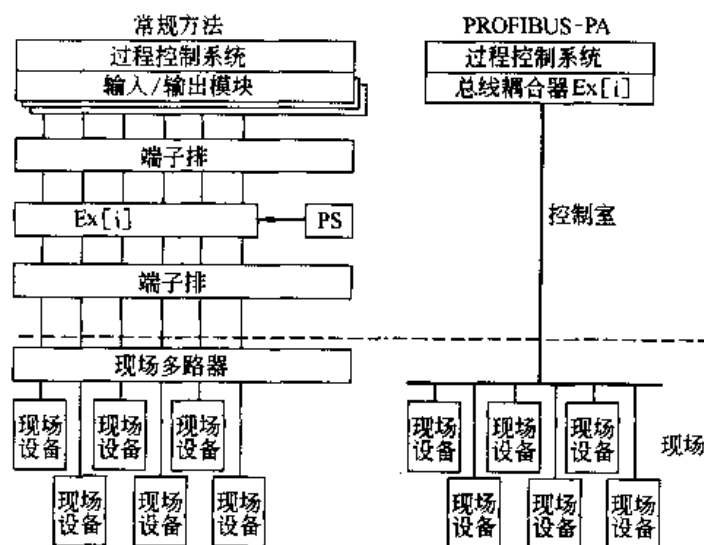 常规方法
PROFIBUS-PA
过程控制系统
过程控制系统
输入/输出模块
总线耦合器Ex[i]
端子排
Ex[i]
PS
控制室
端子排
现场多路器
现场
设备
现场
设备
现场
设备
现场
设备
现场
设备
现场
设备
现场
现场
设备
现场
设备
现场
设备
现场
设备
现场
设备
现场
设备